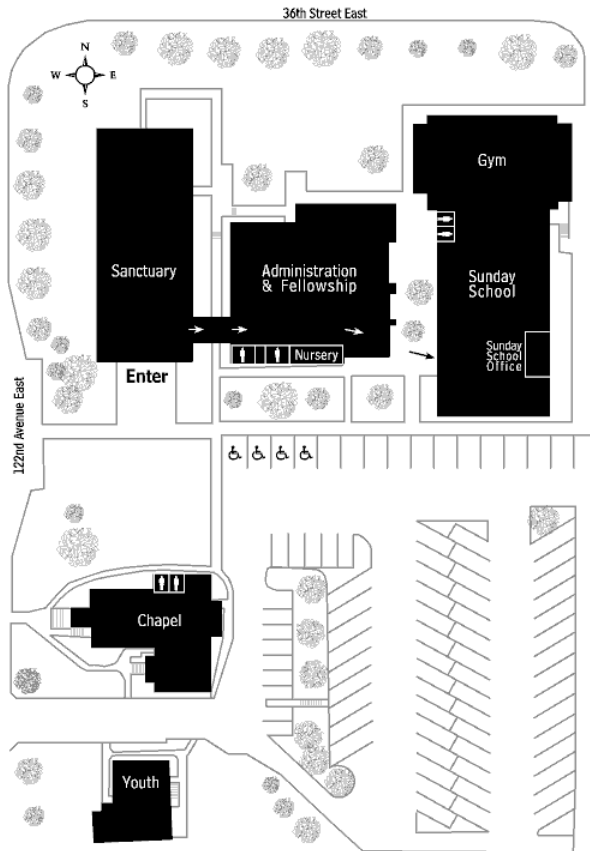 36th Street East
N
W E
S
Gym
Sanctuary
Administration
& Fellowship
Sunday
School
Sunday
School
Office
Nursery
Enter
122nd Avenue East
Chapel
Youth